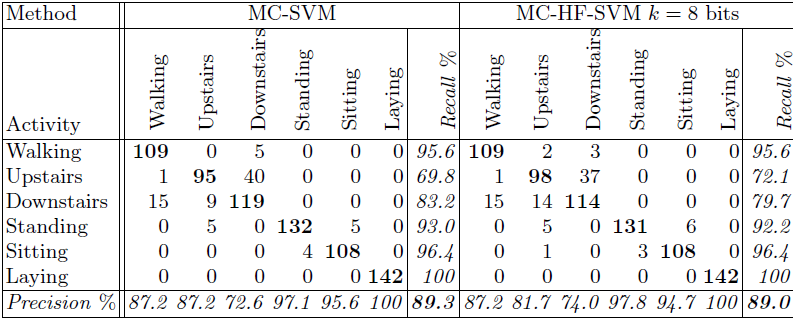 Method MC-SVM MC-HF-SVM k = 8 bits
Activity Walking Upstairs Downstairs Standing Sitting Laying Recall % Walking Upstairs Downstairs Standing Sitting Laying Recall %
Walking 109 0 5 0 0 0 95.6 109 2 3 0 0 0 95.6
Upstairs 1 95 40 0 0 0 69.8 1 98 37 0 0 0 72.1
Downstairs 15 9 119 0 0 0 83.2 15 14 114 0 0 0 79.7
Standing 0 5 0 132 5 0 93.0 0 5 0 131 6 0 92.2
Sitting 0 0 0 4 108 0 96.4 0 1 0 3 108 0 96.4
Laying 0 0 0 0 0 142 100 0 0 0 0 0 142 100
Precision % 87.2 87.2 72.6 97.1 95.6 100 89.3 87.2 81.7 74.0 97.8 94.7 100 89.0